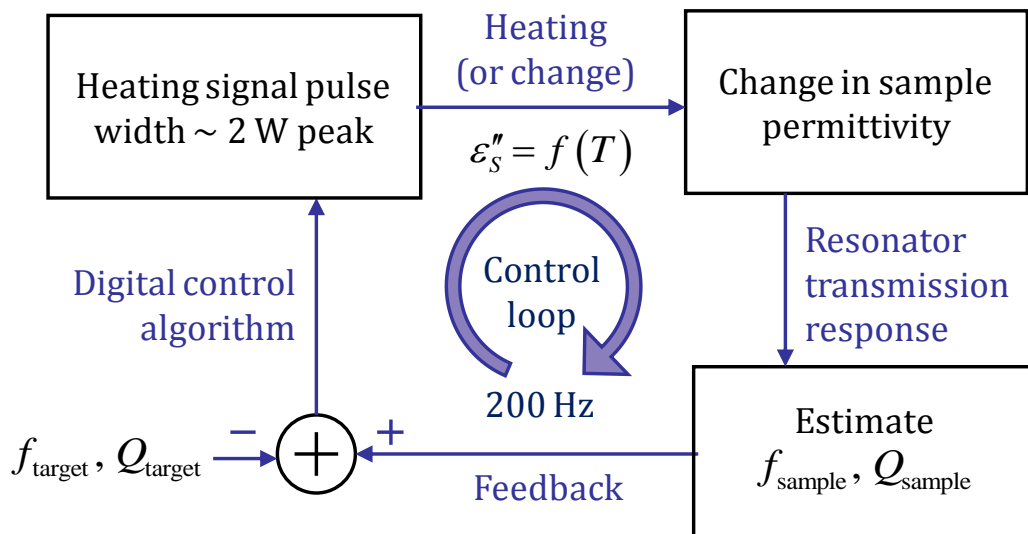 Heating signal pulse
width ~ 2 W peak
Heating
(or change)
Change in sample
permittivity
ε″S = f (T)
Digital control
algorithm
Control
loop
200 Hz
Resonator
transmission
response
ftarget, Qtarget
−
+
+
Feedback
Estimate
fsample, Qsample